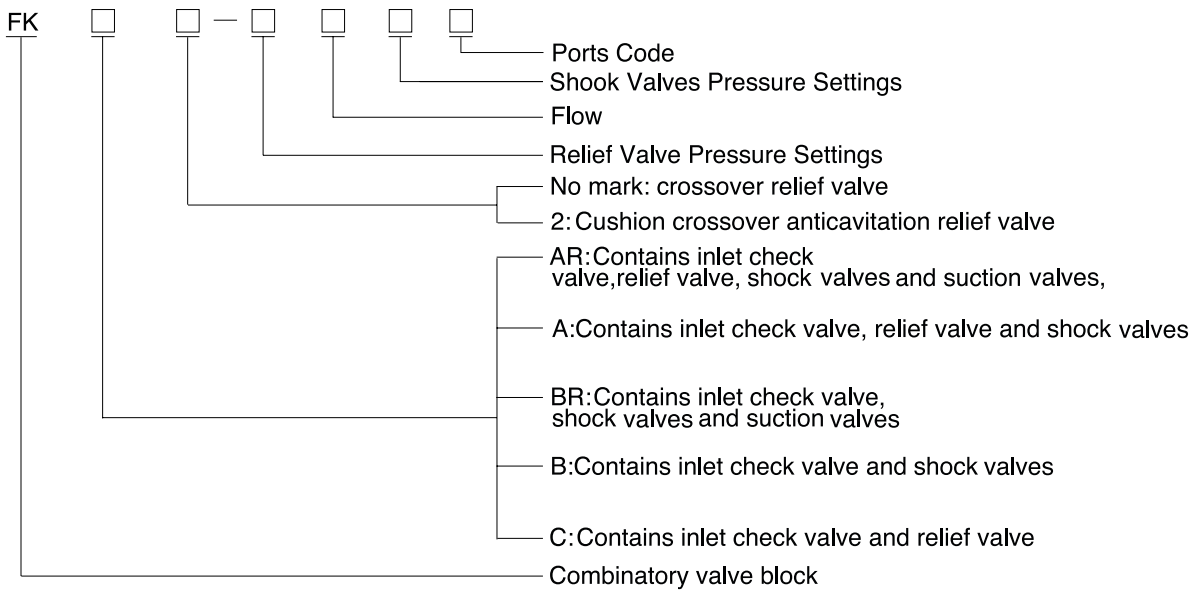 FK □ □ — □ □ □ □
Ports Code
Shook Valves Pressure Settings
Flow
Relief Valve Pressure Settings
No mark: crossover relief valve
2:Cushion crossover anticavitation relief valve
AR:Contains inlet check
valve,relief valve, shock valves and suction valves,
A:Contains inlet check valve, relief valve and shock valves
BR:Contains inlet check valve,
shock valves and suction valves
B:Contains inlet check valve and shock valves
C:Contains inlet check valve and relief valve
Combinatory valve block